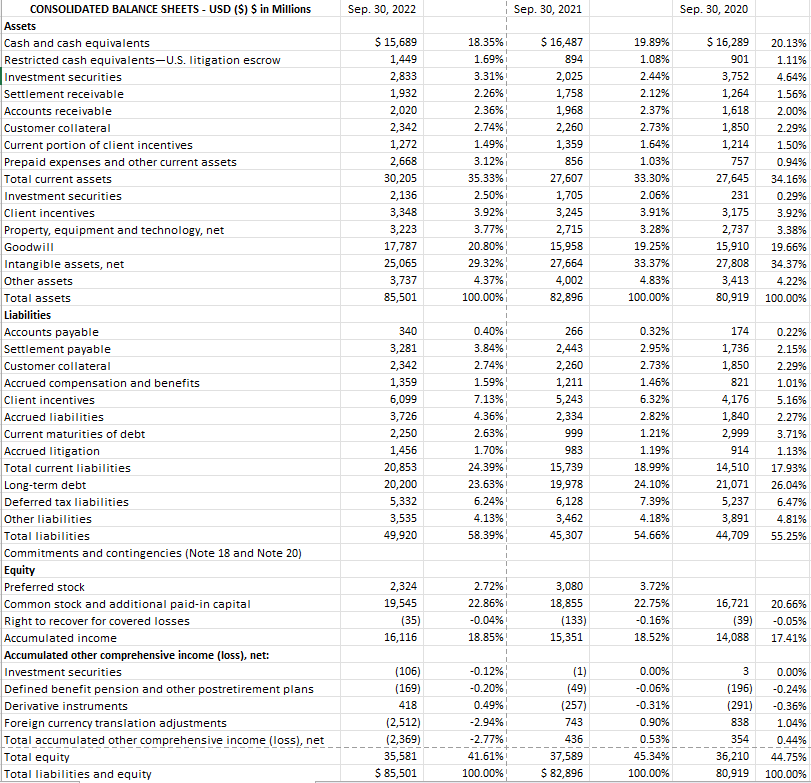 CONSOLIDATED BALANCE SHEETS - USD ($) $ in Millions Sep. 30, 2022 Sep. 30, 2021 Sep. 30, 2020
Assets
Cash and cash equivalents $ 15,689 18.35% $ 16,487 19.89% $ 16,289 20.13%
Restricted cash equivalents—U.S. litigation escrow 1,449 1.69% 894 1.08% 901 1.11%
Investment securities 2,833 3.31% 2,025 2.44% 3,752 4.64%
Settlement receivable 1,932 2.26% 1,758 2.12% 1,264 1.56%
Accounts receivable 2,020 2.36% 1,968 2.37% 1,618 2.00%
Customer collateral 2,342 2.74% 2,260 2.73% 1,850 2.29%
Current portion of client incentives 1,272 1.49% 1,359 1.64% 1,214 1.50%
Prepaid expenses and other current assets 2,668 3.12% 856 1.03% 757 0.94%
Total current assets 30,205 35.33% 27,607 33.30% 27,645 34.16%
Investment securities 2,136 2.50% 1,705 2.06% 231 0.29%
Client incentives 3,348 3.92% 3,245 3.91% 3,175 3.92%
Property, equipment and technology, net 3,223 3.77% 2,715 3.28% 2,737 3.38%
Goodwill 17,787 20.80% 15,958 19.25% 15,910 19.66%
Intangible assets, net 25,065 29.32% 27,664 33.37% 27,808 34.37%
Other assets 3,737 4.37% 4,002 4.83% 3,413 4.22%
Total assets 85,501 100.00% 82,896 100.00% 80,919 100.00%
Liabilities
Accounts payable 340 0.40% 266 0.32% 174 0.22%
Settlement payable 3,281 3.84% 2,443 2.95% 1,736 2.15%
Customer collateral 2,342 2.74% 2,260 2.73% 1,850 2.29%
Accrued compensation and benefits 1,359 1.59% 1,211 1.46% 821 1.01%
Client incentives 6,099 7.13% 5,243 6.32% 4,176 5.16%
Accrued liabilities 3,726 4.36% 2,334 2.82% 1,840 2.27%
Current maturities of debt 2,250 2.63% 999 1.21% 2,999 3.71%
Accrued litigation 1,456 1.70% 983 1.19% 914 1.13%
Total current liabilities 20,853 24.39% 15,739 18.99% 14,510 17.93%
Long-term debt 20,200 23.63% 19,978 24.10% 21,071 26.04%
Deferred tax liabilities 5,332 6.24% 6,128 7.39% 5,237 6.47%
Other liabilities 3,535 4.13% 3,462 4.18% 3,891 4.81%
Total liabilities 49,920 58.39% 45,307 54.66% 44,709 55.25%
Commitments and contingencies (Note 18 and Note 20)
Equity
Preferred stock 2,324 2.72% 3,080 3.72%
Common stock and additional paid-in capital 19,545 22.86% 18,855 22.75% 16,721 20.66%
Right to recover for covered losses (35) -0.04% (133) -0.16% (39) -0.05%
Accumulated income 16,116 18.85% 15,351 18.52% 14,088 17.41%
Accumulated other comprehensive income (loss), net:
Investment securities (106) -0.12% (1) 0.00% 3 0.00%
Defined benefit pension and other postretirement plans (169) -0.20% (49) -0.06% (196) -0.24%
Derivative instruments 418 0.49% (257) -0.31% (291) -0.36%
Foreign currency translation adjustments (2,512) -2.94% 743 0.90% 838 1.04%
Total accumulated other comprehensive income (loss), net (2,369) -2.77% 436 0.53% 354 0.44%
Total equity 35,581 41.61% 37,589 45.34% 36,210 44.75%
Total liabilities and equity $ 85,501 100.00% $ 82,896 100.00% 80,919 100.00%